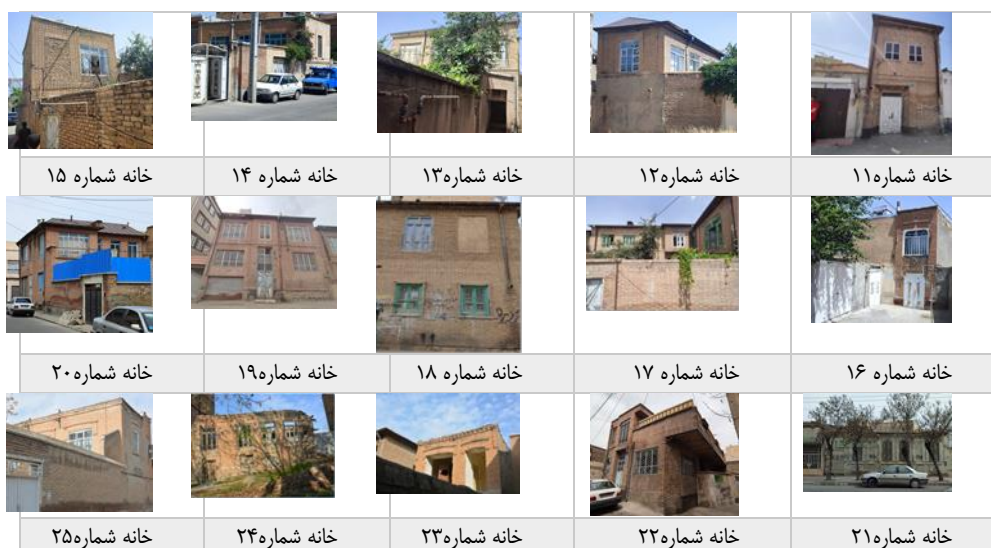 خانه شماره۱۱ خانه شماره۱۲ خانه شماره۱۳ خانه شماره ۱۴ خانه شماره ۱۵
خانه شماره ۱۶ خانه شماره ۱۷ خانه شماره ۱۸ خانه شماره۱۹ خانه شماره۲۰
خانه شماره۲۱ خانه شماره۲۲ خانه شماره۲۳ خانه شماره۲۴ خانه شماره۲۵